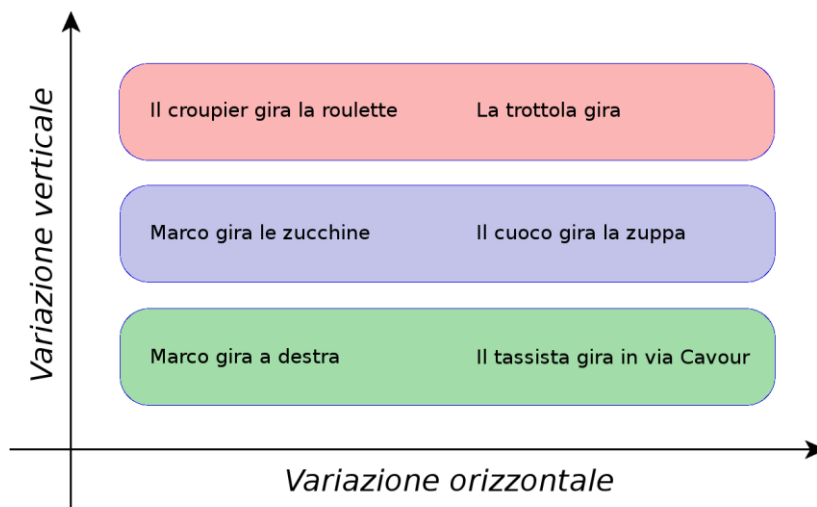 Variazione verticale
Il croupier gira la roulette
La trottola gira
Marco gira le zucchine
Il cuoco gira la zuppa
Marco gira a destra
Il tassista gira in via Cavour
Variazione orizzontale